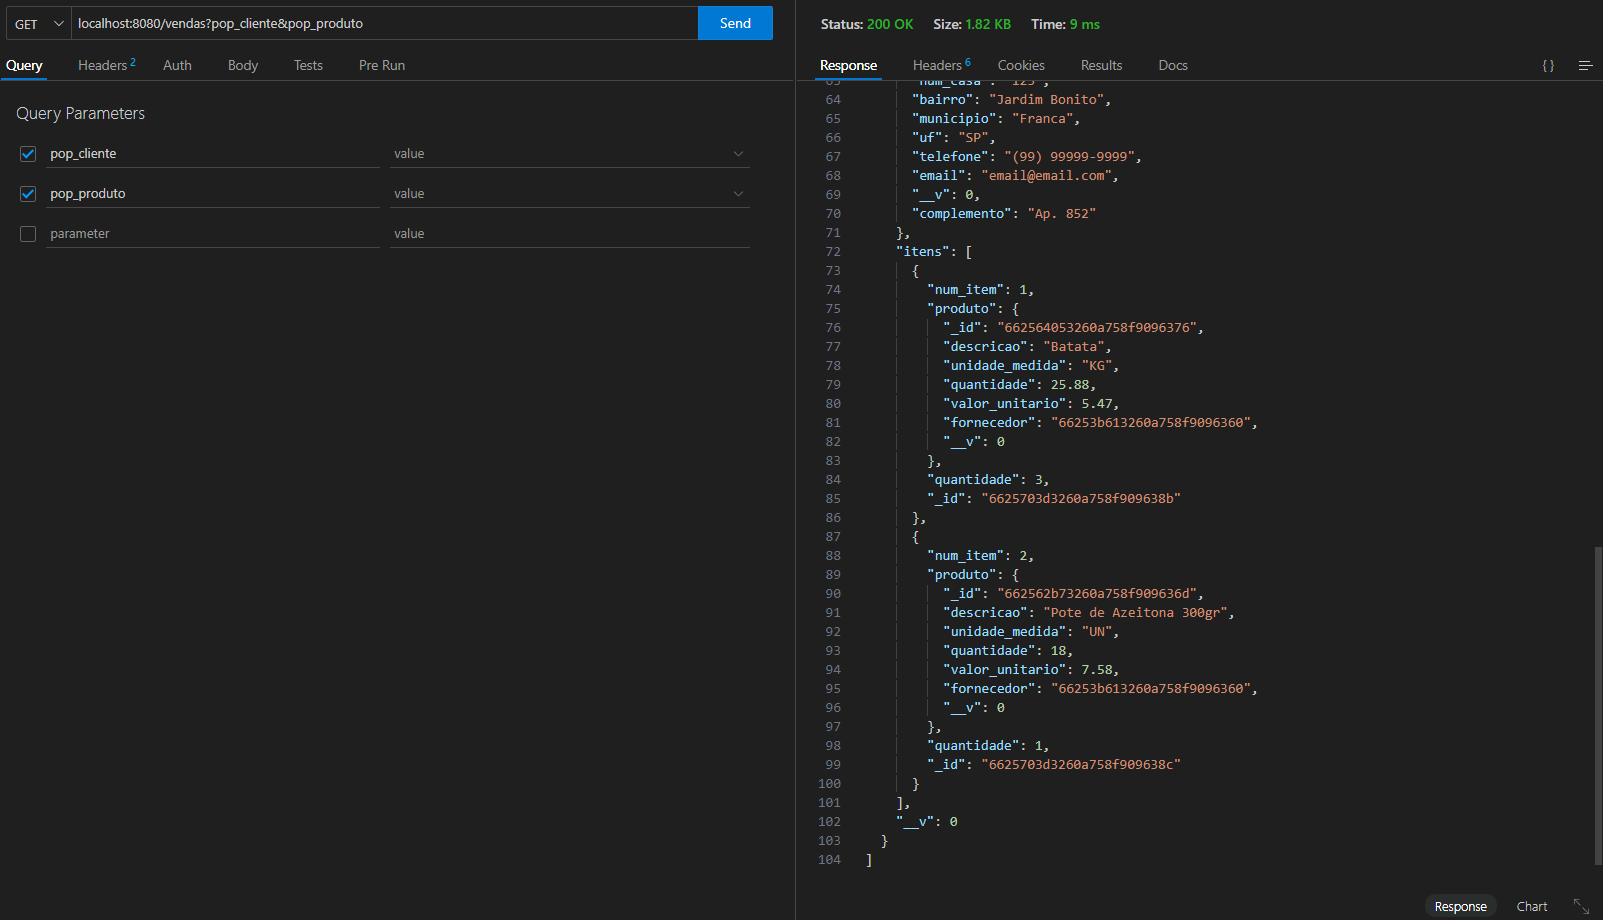 GET
localhost:8080/vendas?pop_cliente&pop_produto
Send
Query
Headers 2
Auth
Body
Tests
Pre Run
Query Parameters
pop_cliente value
pop_produto value
parameter value
Status: 200 OK Size: 1.82 KB Time: 9 ms
Response
Headers 6
Cookies
Results
Docs
{ }
63 "num_casa": "123",
64 "bairro": "Jardim Bonito",
65 "municipio": "Franca",
66 "uf": "SP",
67 "telefone": "(99) 99999-9999",
68 "email": "email@email.com",
69 "__v": 0,
70 "complemento": "Ap. 852"
71 },
72 "itens": [
73 {
74 "num_item": 1,
75 "produto": {
76 "_id": "662564053260a758f9096376",
77 "descricao": "Batata",
78 "unidade_medida": "KG",
79 "quantidade": 25.88,
80 "valor_unitario": 5.47,
81 "fornecedor": "66253b613260a758f9096360",
82 "__v": 0
83 },
84 "quantidade": 3,
85 "_id": "6625703d3260a758f909638b"
86 },
87 {
88 "num_item": 2,
89 "produto": {
90 "_id": "662562b73260a758f909636d",
91 "descricao": "Pote de Azeitona 300gr",
92 "unidade_medida": "UN",
93 "quantidade": 18,
94 "valor_unitario": 7.58,
95 "fornecedor": "66253b613260a758f9096360",
96 "__v": 0
97 },
98 "quantidade": 1,
99 "_id": "6625703d3260a758f909638c"
100 }
101 ],
102 "__v": 0
103 }
104 ]
Response
Chart